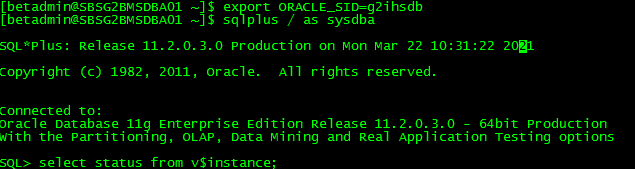 [betadmin@SBSG2BMSDBA01 ~]$ export ORACLE_SID=g2ihsdb
[betadmin@SBSG2BMSDBA01 ~]$ sqlplus / as sysdba
SQL*Plus: Release 11.2.0.3.0 Production on Mon Mar 22 10:31:22 2021
Copyright (c) 1982, 2011, Oracle.  All rights reserved.
Connected to:
Oracle Database 11g Enterprise Edition Release 11.2.0.3.0 - 64bit Production
With the Partitioning, OLAP, Data Mining and Real Application Testing options
SQL> select status from v$instance;